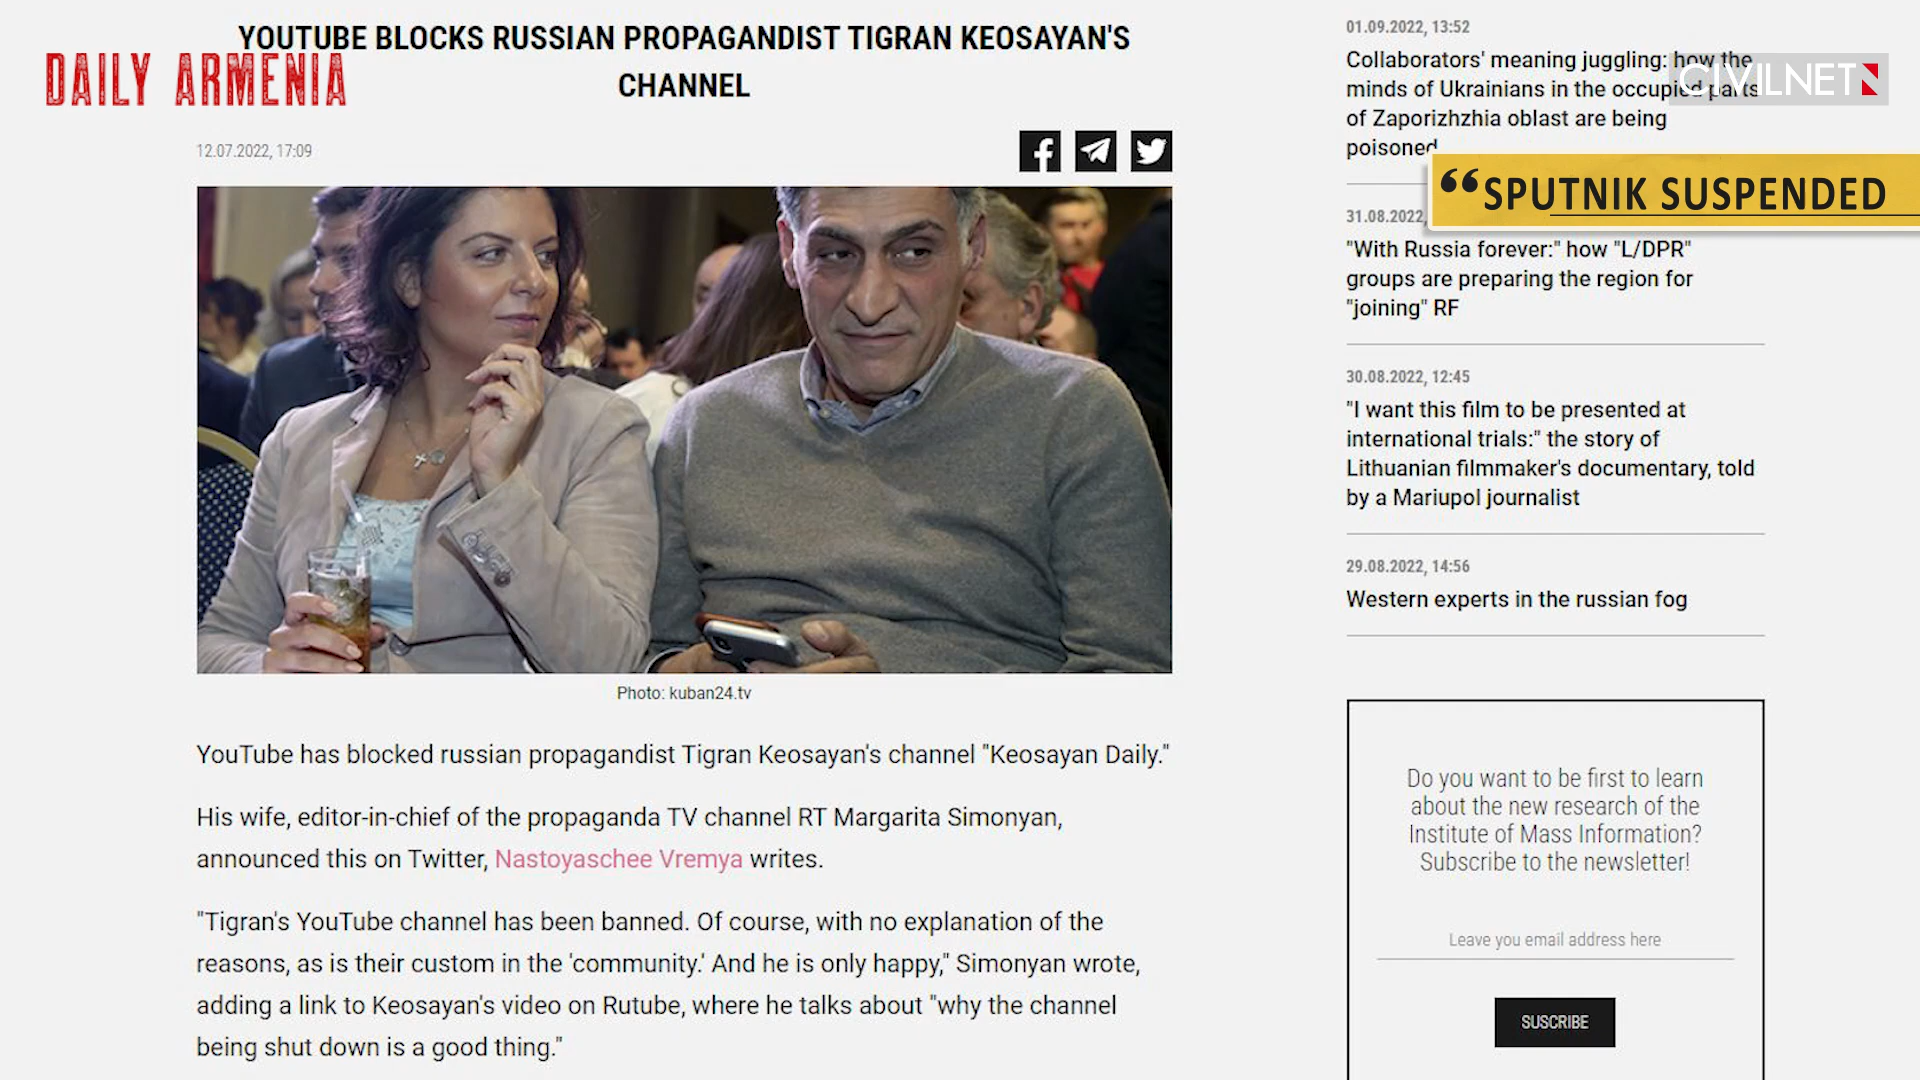 YOUTUBE BLOCKS RUSSIAN PROPAGANDIST TIGRAN KEOSAYAN'S
CHANNEL
DAILY ARMENIA
12.07.2022, 17:09
Photo: kuban24.tv
YouTube has blocked russian propagandist Tigran Keosayan's channel "Keosayan Daily."
His wife, editor-in-chief of the propaganda TV channel RT Margarita Simonyan,
announced this on Twitter, Nastoyaschee Vremya writes.
"Tigran's YouTube channel has been banned. Of course, with no explanation of the
reasons, as is their custom in the 'community.' And he is only happy," Simonyan wrote,
adding a link to Keosayan's video on Rutube, where he talks about "why the channel
being shut down is a good thing."
01.09.2022, 13:52
Collaborators' meaning juggling: how the
minds of Ukrainians in the occupied parts
of Zaporizhzhia oblast are being
poisoned
CIVILNET
“SPUTNIK SUSPENDED
31.08.2022,
"With Russia forever:" how "L/DPR"
groups are preparing the region for
"joining" RF
30.08.2022, 12:45
"I want this film to be presented at
international trials:" the story of
Lithuanian filmmaker's documentary, told
by a Mariupol journalist
29.08.2022, 14:56
Western experts in the russian fog
Do you want to be first to learn
about the new research of the
Institute of Mass Information?
Subscribe to the newsletter!
Leave you email address here
SUSCRIBE